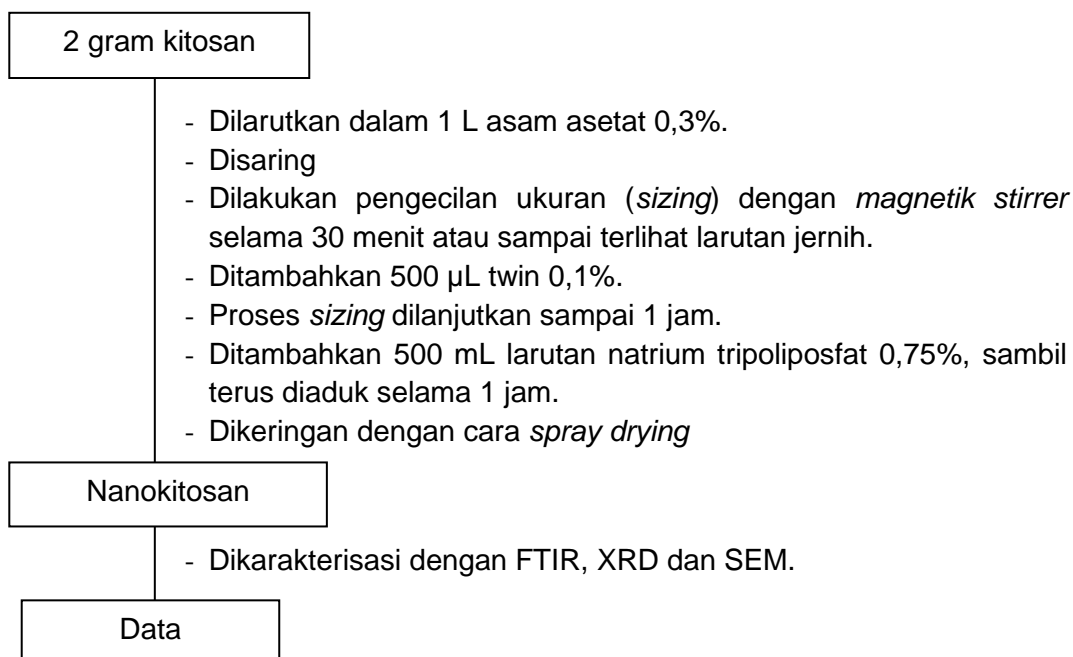 2 gram kitosan
- Dilarutkan dalam 1 L asam asetat 0,3%.
- Disaring
- Dilakukan pengecilan ukuran (sizing) dengan magnetik stirrer
selama 30 menit atau sampai terlihat larutan jernih.
- Ditambahkan 500 µL twin 0,1%.
- Proses sizing dilanjutkan sampai 1 jam.
- Ditambahkan 500 mL larutan natrium tripoliposfat 0,75%, sambil
terus diaduk selama 1 jam.
- Dikeringan dengan cara spray drying
Nanokitosan
- Dikarakterisasi dengan FTIR, XRD dan SEM.
Data